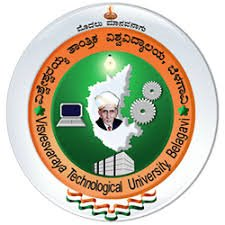 ಮೊದಲು ಮಾನವನಾಗು
ವಿಶ್ವೇಶ್ವರಯ್ಯ ತಾಂತ್ರಿಕ ವಿಶ್ವವಿದ್ಯಾಲಯ, ಬೆಳಗಾವಿ
Visvesvaraya Technological University, Belagavi